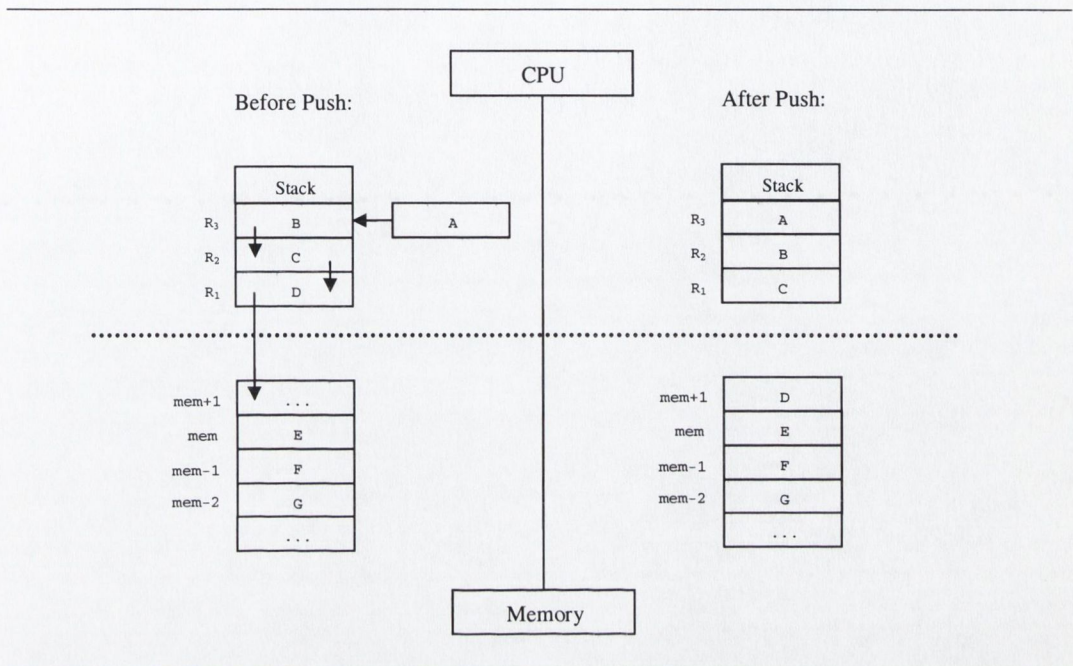 CPU
Before Push:
After Push:
Stack
R3 B A
R2 C
R1 D
Stack
R3 A
R2 B
R1 C
mem+1 ...
mem E
mem-1 F
mem-2 G
...
mem+1 D
mem E
mem-1 F
mem-2 G
...
Memory